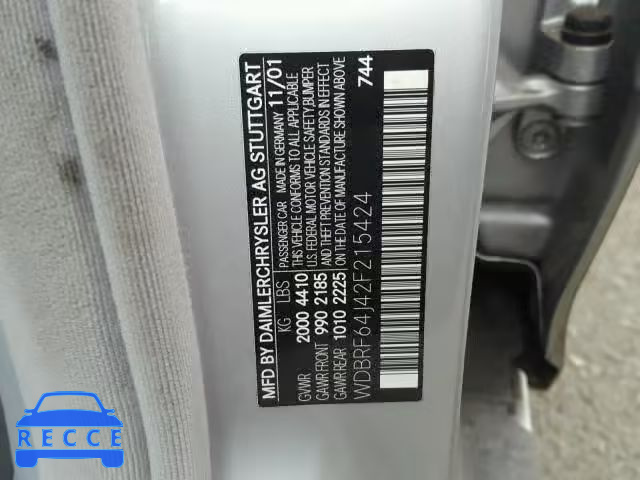 MFD BY DAIMLERCHRYSLER AG STUTTGART
PASSENGER CAR MADE IN GERMANY 11/01
KG LBS
THIS VEHICLE CONFORMS TO ALL APPLICABLE
U.S. FEDERAL MOTOR VEHICLE SAFETY, BUMPER
AND THEFT PREVENTION STANDARDS IN EFFECT
ON THE DATE OF MANUFACTURE SHOWN ABOVE
GVWR 2000 4410
GAWR FRONT 990 2185
GAWR REAR 1010 2225
744
WDBRF64J42F215424
RECCE